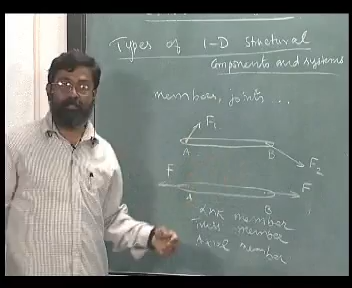 Types of 1-D Structural
Components and systems
members, joints ...
F1
A B
F2
F F
A B
Link member
Truss member
Axial member